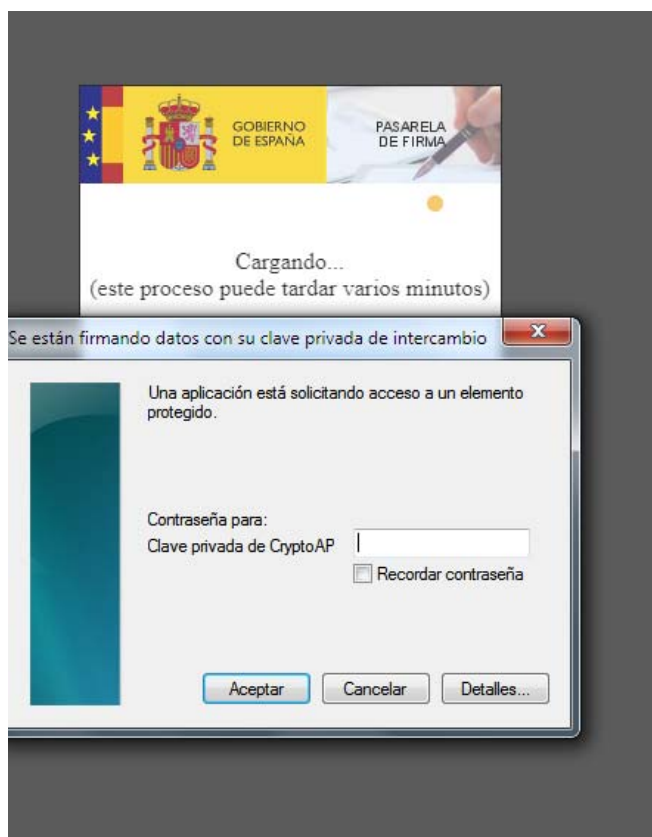 GOBIERNO
DE ESPAÑA
PASARELA
DE FIRMA
Cargando...
(este proceso puede tardar varios minutos)
Se están firmando datos con su clave privada de intercambio
Una aplicación está solicitando acceso a un elemento
protegido.
Contraseña para:
Clave privada de CryptoAP
Recordar contraseña
Aceptar
Cancelar
Detalles...